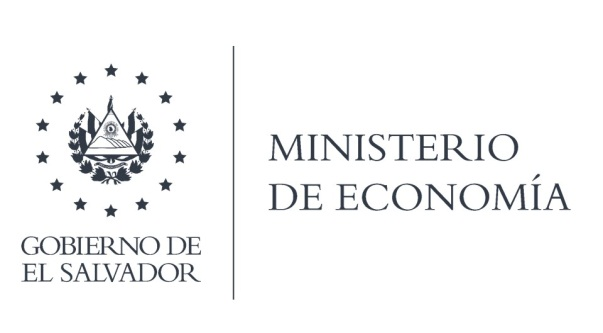 GOBIERNO DE
EL SALVADOR
MINISTERIO
DE ECONOMÍA